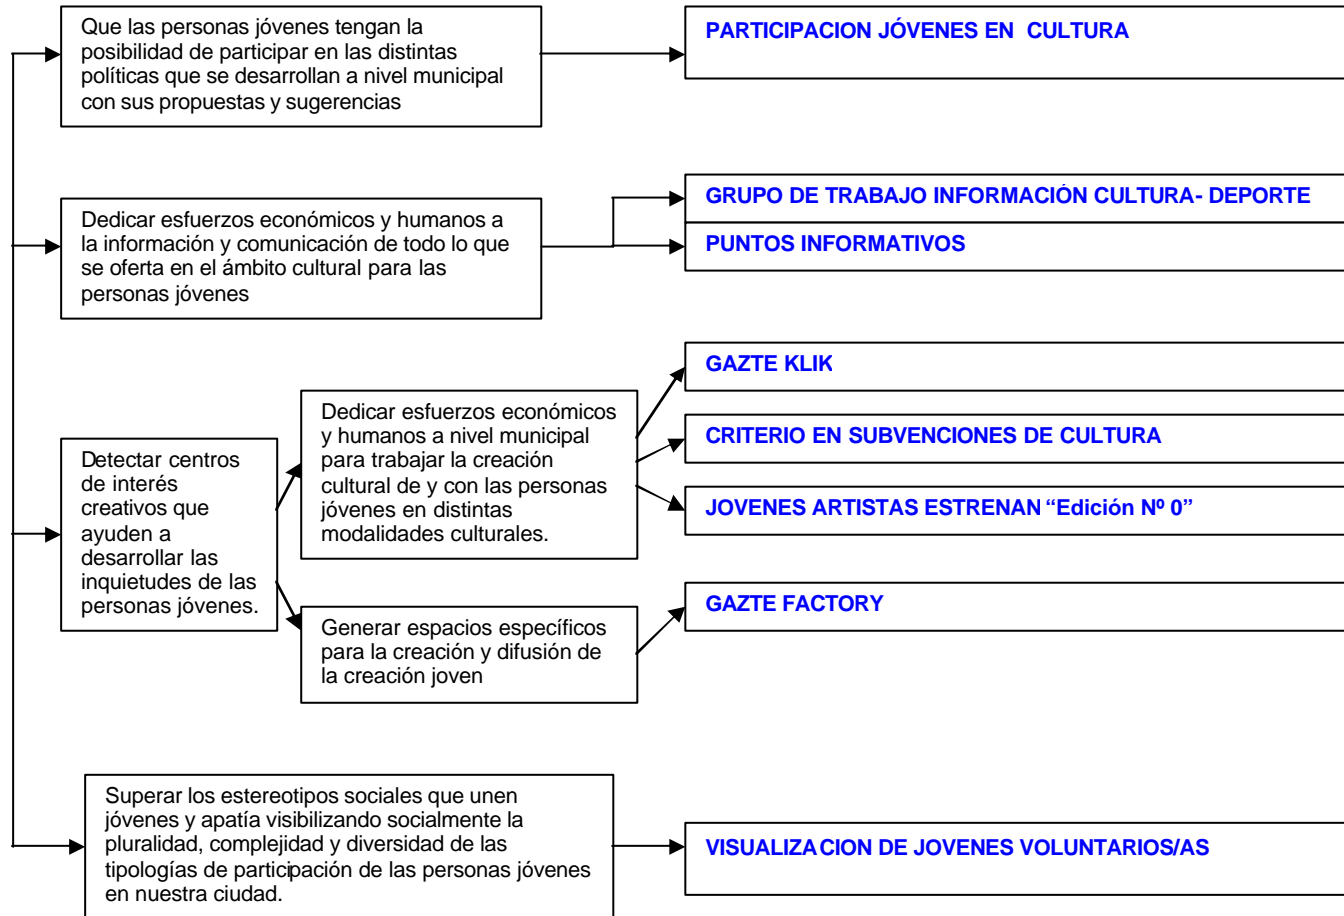 Que las personas jóvenes tengan la
posibilidad de participar en las distintas
políticas que se desarrollan a nivel municipal
con sus propuestas y sugerencias
PARTICIPACION JÓVENES EN CULTURA
Dedicar esfuerzos económicos y humanos a
la información y comunicación de todo lo que
se oferta en el ámbito cultural para las
personas jóvenes
GRUPO DE TRABAJO INFORMACIÓN CULTURA- DEPORTE
PUNTOS INFORMATIVOS
Detectar centros
de interés
creativos que
ayuden a
desarrollar las
inquietudes de las
personas jóvenes.
Dedicar esfuerzos económicos
y humanos a nivel municipal
para trabajar la creación
cultural de y con las personas
jóvenes en distintas
modalidades culturales.
GAZTE KLIK
CRITERIO EN SUBVENCIONES DE CULTURA
JOVENES ARTISTAS ESTRENAN “Edición Nº 0”
Generar espacios específicos
para la creación y difusión de
la creación joven
GAZTE FACTORY
Superar los estereotipos sociales que unen
jóvenes y apatía visibilizando socialmente la
pluralidad, complejidad y diversidad de las
tipologías de participación de las personas jóvenes
en nuestra ciudad.
VISUALIZACION DE JOVENES VOLUNTARIOS/AS